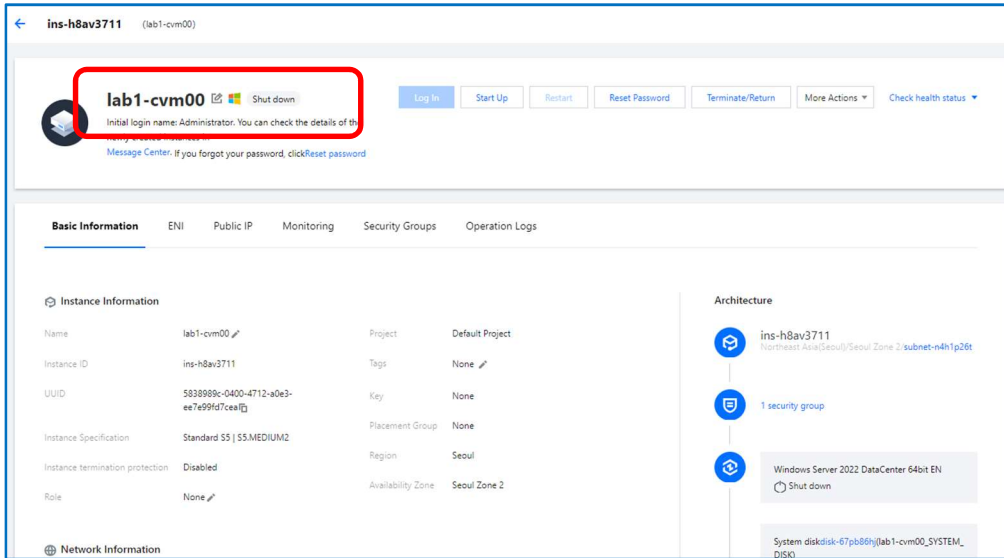 ins-h8av3711 (lab1-cvm00)
lab1-cvm00 Shut down
Log In Start Up Restart Reset Password Terminate/Return More Actions Check health status
Initial login name: Administrator. You can check the details of the
newly created instances in
Message Center. If you forgot your password, clickReset password
Basic Information ENI Public IP Monitoring Security Groups Operation Logs
Instance Information
Name lab1-cvm00
Instance ID ins-h8av3711
UUID 5838989c-0400-4712-a0e3-
ee7e99fd7cea
Instance Specification Standard S5 | S5.MEDIUM2
Instance termination protection Disabled
Role None
Project Default Project
Tags None
Key None
Placement Group None
Region Seoul
Availability Zone Seoul Zone 2
Network Information
Architecture
ins-h8av3711
Northeast Asia(Seoul)/Seoul Zone 2/subnet-n4h1p26t
1 security group
Windows Server 2022 DataCenter 64bit EN
Shut down
System diskdisk-67pb86hj(lab1-cvm00_SYSTEM_
DISK)